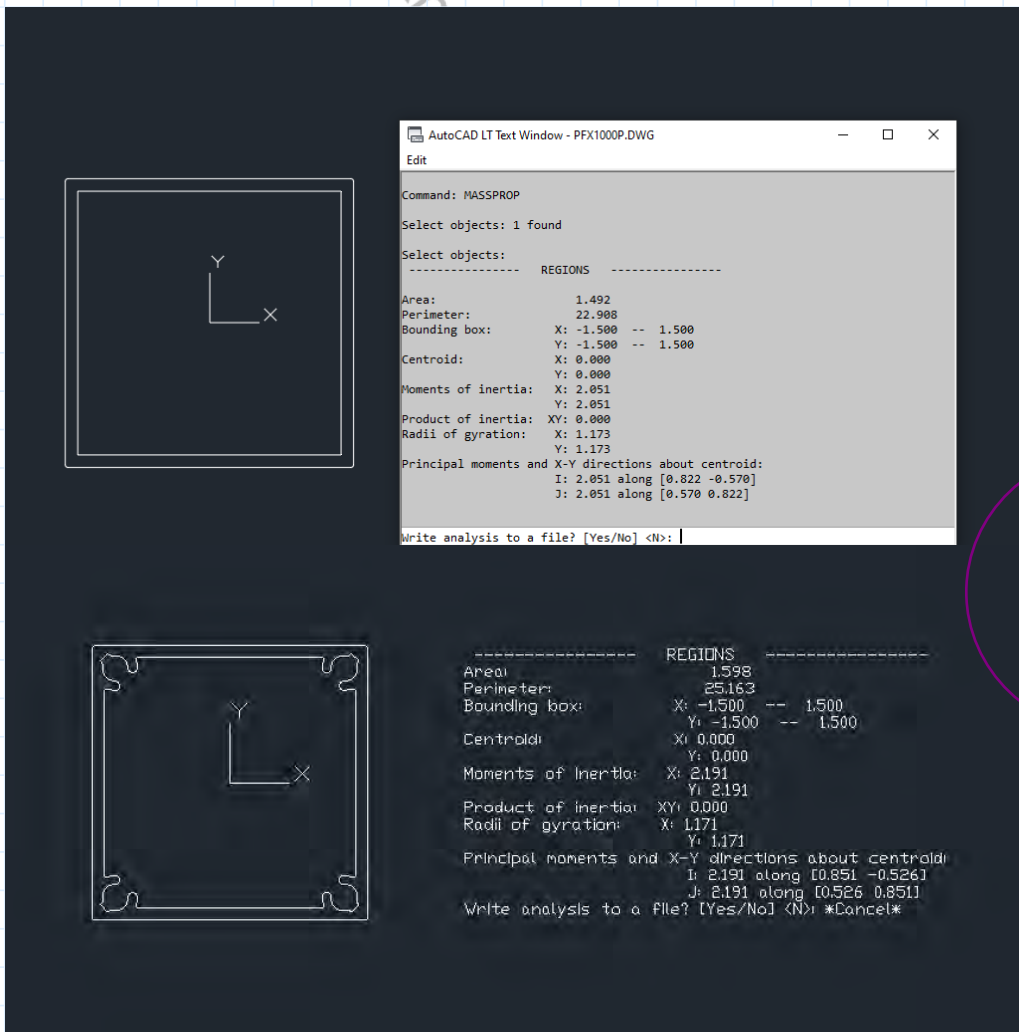 AutoCAD LT Text Window - PFX1000P.DWG
Edit
Command: MASSPROP
Select objects: 1 found
Select objects:
---------------- REGIONS ----------------
Area: 1.492
Perimeter: 22.908
Bounding box: X: -1.500 -- 1.500
Y: -1.500 -- 1.500
Centroid: X: 0.000
Y: 0.000
Moments of inertia: X: 2.051
Y: 2.051
Product of inertia: XY: 0.000
Radii of gyration: X: 1.173
Y: 1.173
Principal moments and X-Y directions about centroid:
I: 2.051 along [0.822 -0.570]
J: 2.051 along [0.570 0.822]
Write analysis to a file? [Yes/No] <N>:
Y
X
---------------- REGIONS ----------------
Area: 1.598
Perimeter: 25.163
Bounding box: X: -1.500 -- 1.500
Y: -1.500 -- 1.500
Centroid: X: 0.000
Y: 0.000
Moments of Inertia: X: 2.191
Y: 2.191
Product of inertia: XY: 0.000
Radii of gyration: X: 1.171
Y: 1.171
Principal moments and X-Y directions about centroid:
I: 2.191 along [0.851 -0.526]
J: 2.191 along [0.526 0.851]
Write analysis to a file? [Yes/No] <N>: *Cancel*
Y
X